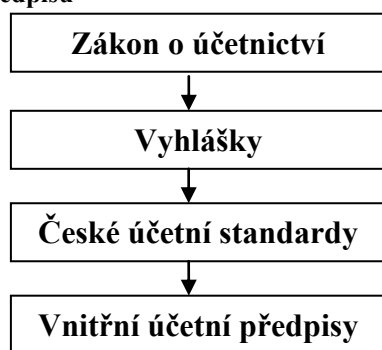 Zákon o účetnictví
Vyhlášky
České účetní standardy
Vnitřní účetní předpisy